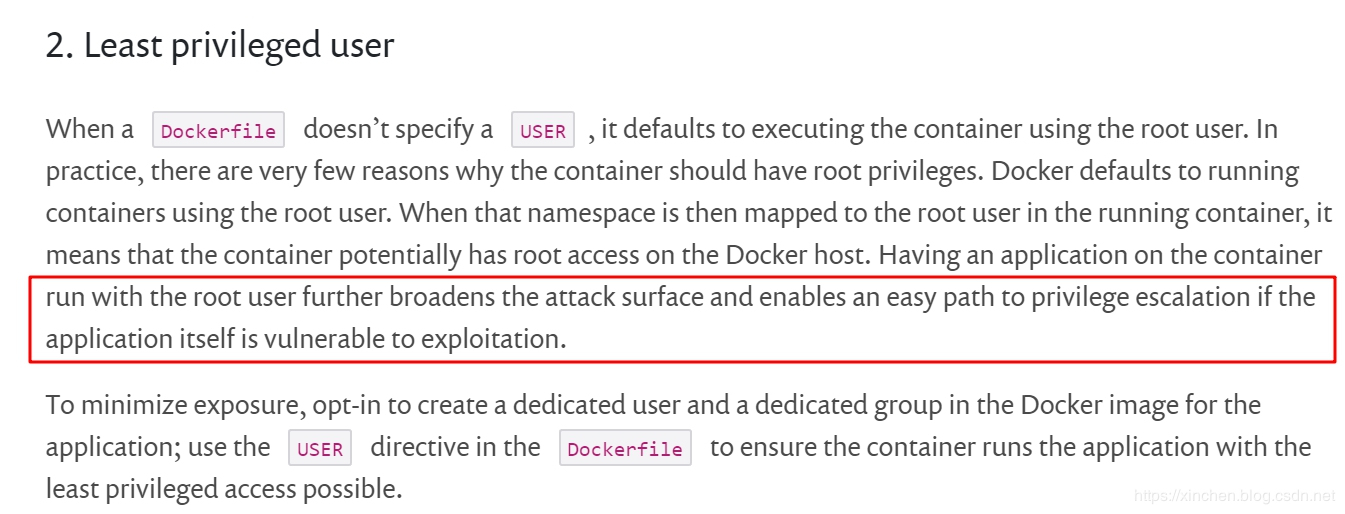 2. Least privileged user
When a Dockerfile doesn’t specify a USER , it defaults to executing the container using the root user. In
practice, there are very few reasons why the container should have root privileges. Docker defaults to running
containers using the root user. When that namespace is then mapped to the root user in the running container, it
means that the container potentially has root access on the Docker host. Having an application on the container
run with the root user further broadens the attack surface and enables an easy path to privilege escalation if the
application itself is vulnerable to exploitation.
To minimize exposure, opt-in to create a dedicated user and a dedicated group in the Docker image for the
application; use the USER directive in the Dockerfile to ensure the container runs the application with the
least privileged access possible.
https://xinchen.blog.csdn.net